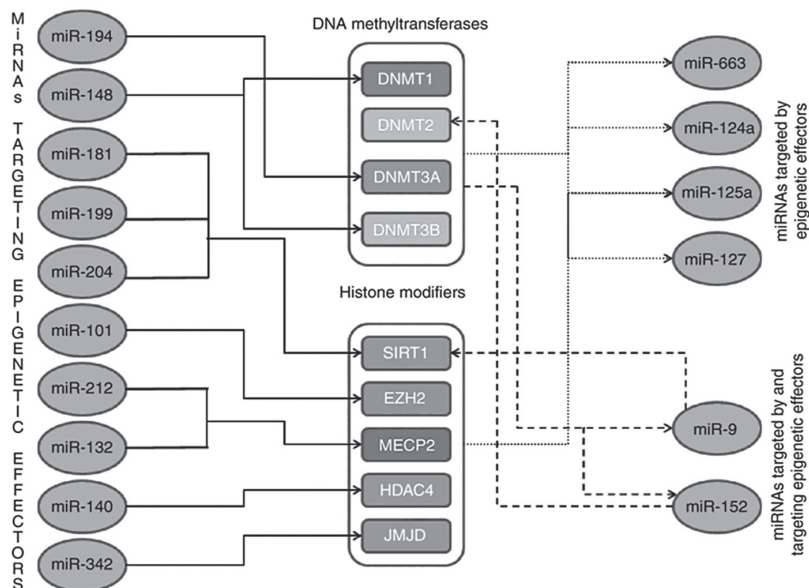 MiRNAs TARGETING EPIGENETIC EFFECTORS
miR-194
miR-148
miR-181
miR-199
miR-204
miR-101
miR-212
miR-132
miR-140
miR-342
DNA methyltransferases
DNMT1
DNMT2
DNMT3A
DNMT3B
Histone modifiers
SIRT1
EZH2
MECP2
HDAC4
JMJD
miR-663
miR-124a
miR-125a
miR-127
miRNAs targeted by
epigenetic effectors
miR-9
miR-152
miRNAs targeted by and
targeting epigenetic effectors